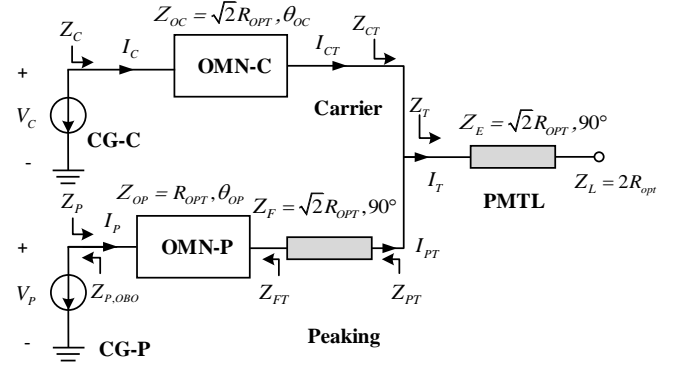 Z_OC = √2R_OPT, θ_OC
Z_C
I_C
OMN-C
I_CT
Z_CT
+
V_C
-
CG-C
Carrier
Z_T
Z_E = √2R_OPT, 90°
I_T
PMTL
Z_L = 2R_opt
Z_P
I_P
Z_OP = R_OPT, θ_OP
Z_F = √2R_OPT, 90°
+
V_P
-
OMN-P
I_PT
Z_P,OBO
Z_FT
Z_PT
CG-P
Peaking